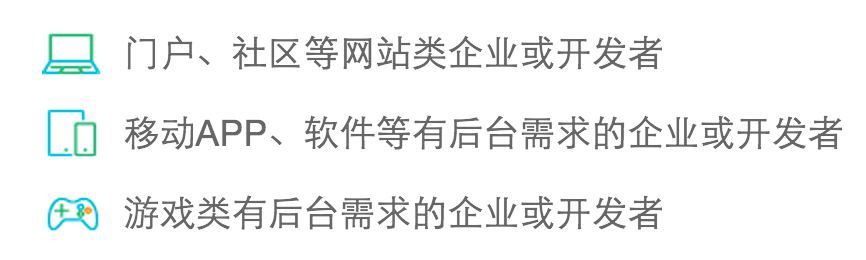 门户、社区等网站类企业或开发者
移动APP、软件等有后台需求的企业或开发者
游戏类有后台需求的企业或开发者